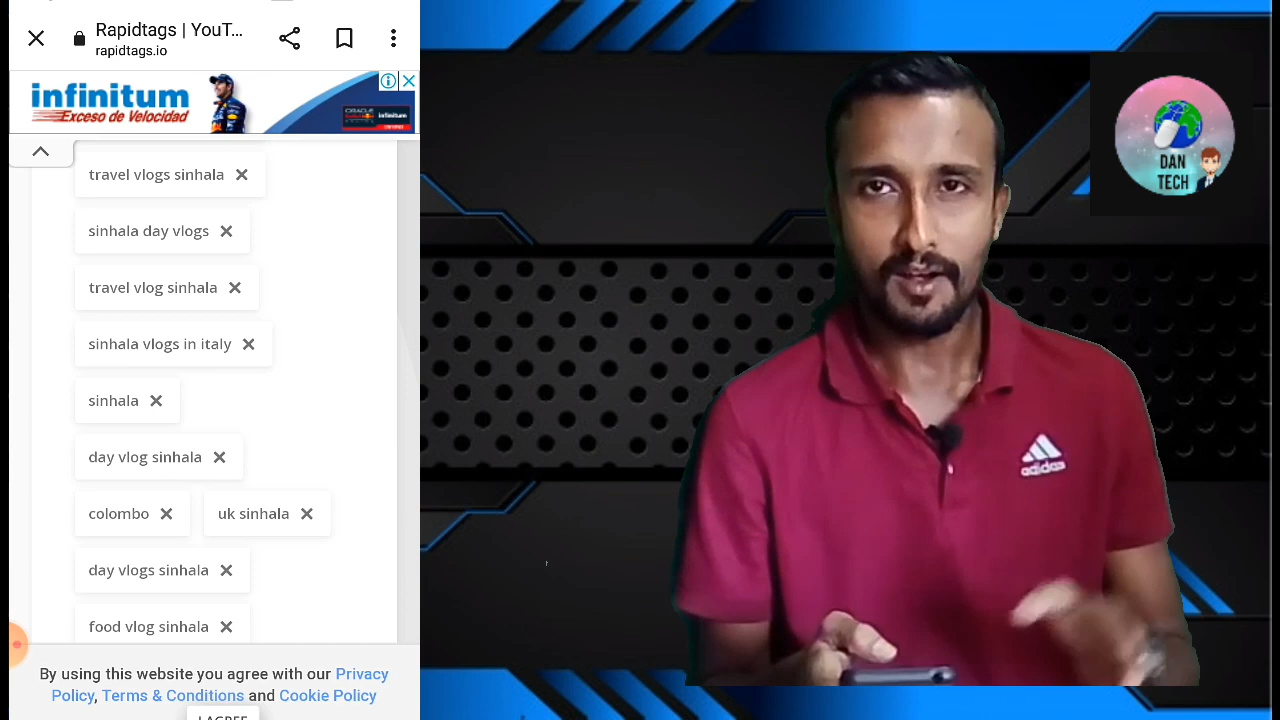 Rapidtags | YouT...
rapidtags.io
infinitum
Exceso de Velocidad
ORACLE
infinitum
travel vlogs sinhala
sinhala day vlogs
travel vlog sinhala
sinhala vlogs in italy
sinhala
day vlog sinhala
colombo uk sinhala
day vlogs sinhala
food vlog sinhala
By using this website you agree with our Privacy
Policy, Terms & Conditions and Cookie Policy
I AGREE
DAN
TECH
adidas